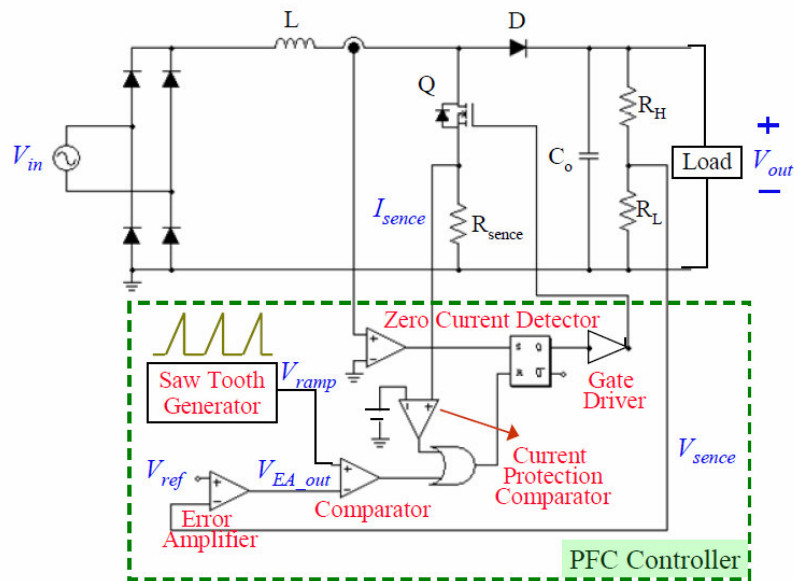 L
D
Q
R_H
V_in
C_o
Load
V_out
+
−
I_sence
R_sence
R_L
Zero Current Detector
+
−
S Q
R Q̅
Gate
Driver
Saw Tooth
Generator
V_ramp
− +
Current
Protection
Comparator
V_sence
V_ref
V_EA_out
+
−
+
−
Comparator
Error
Amplifier
PFC Controller